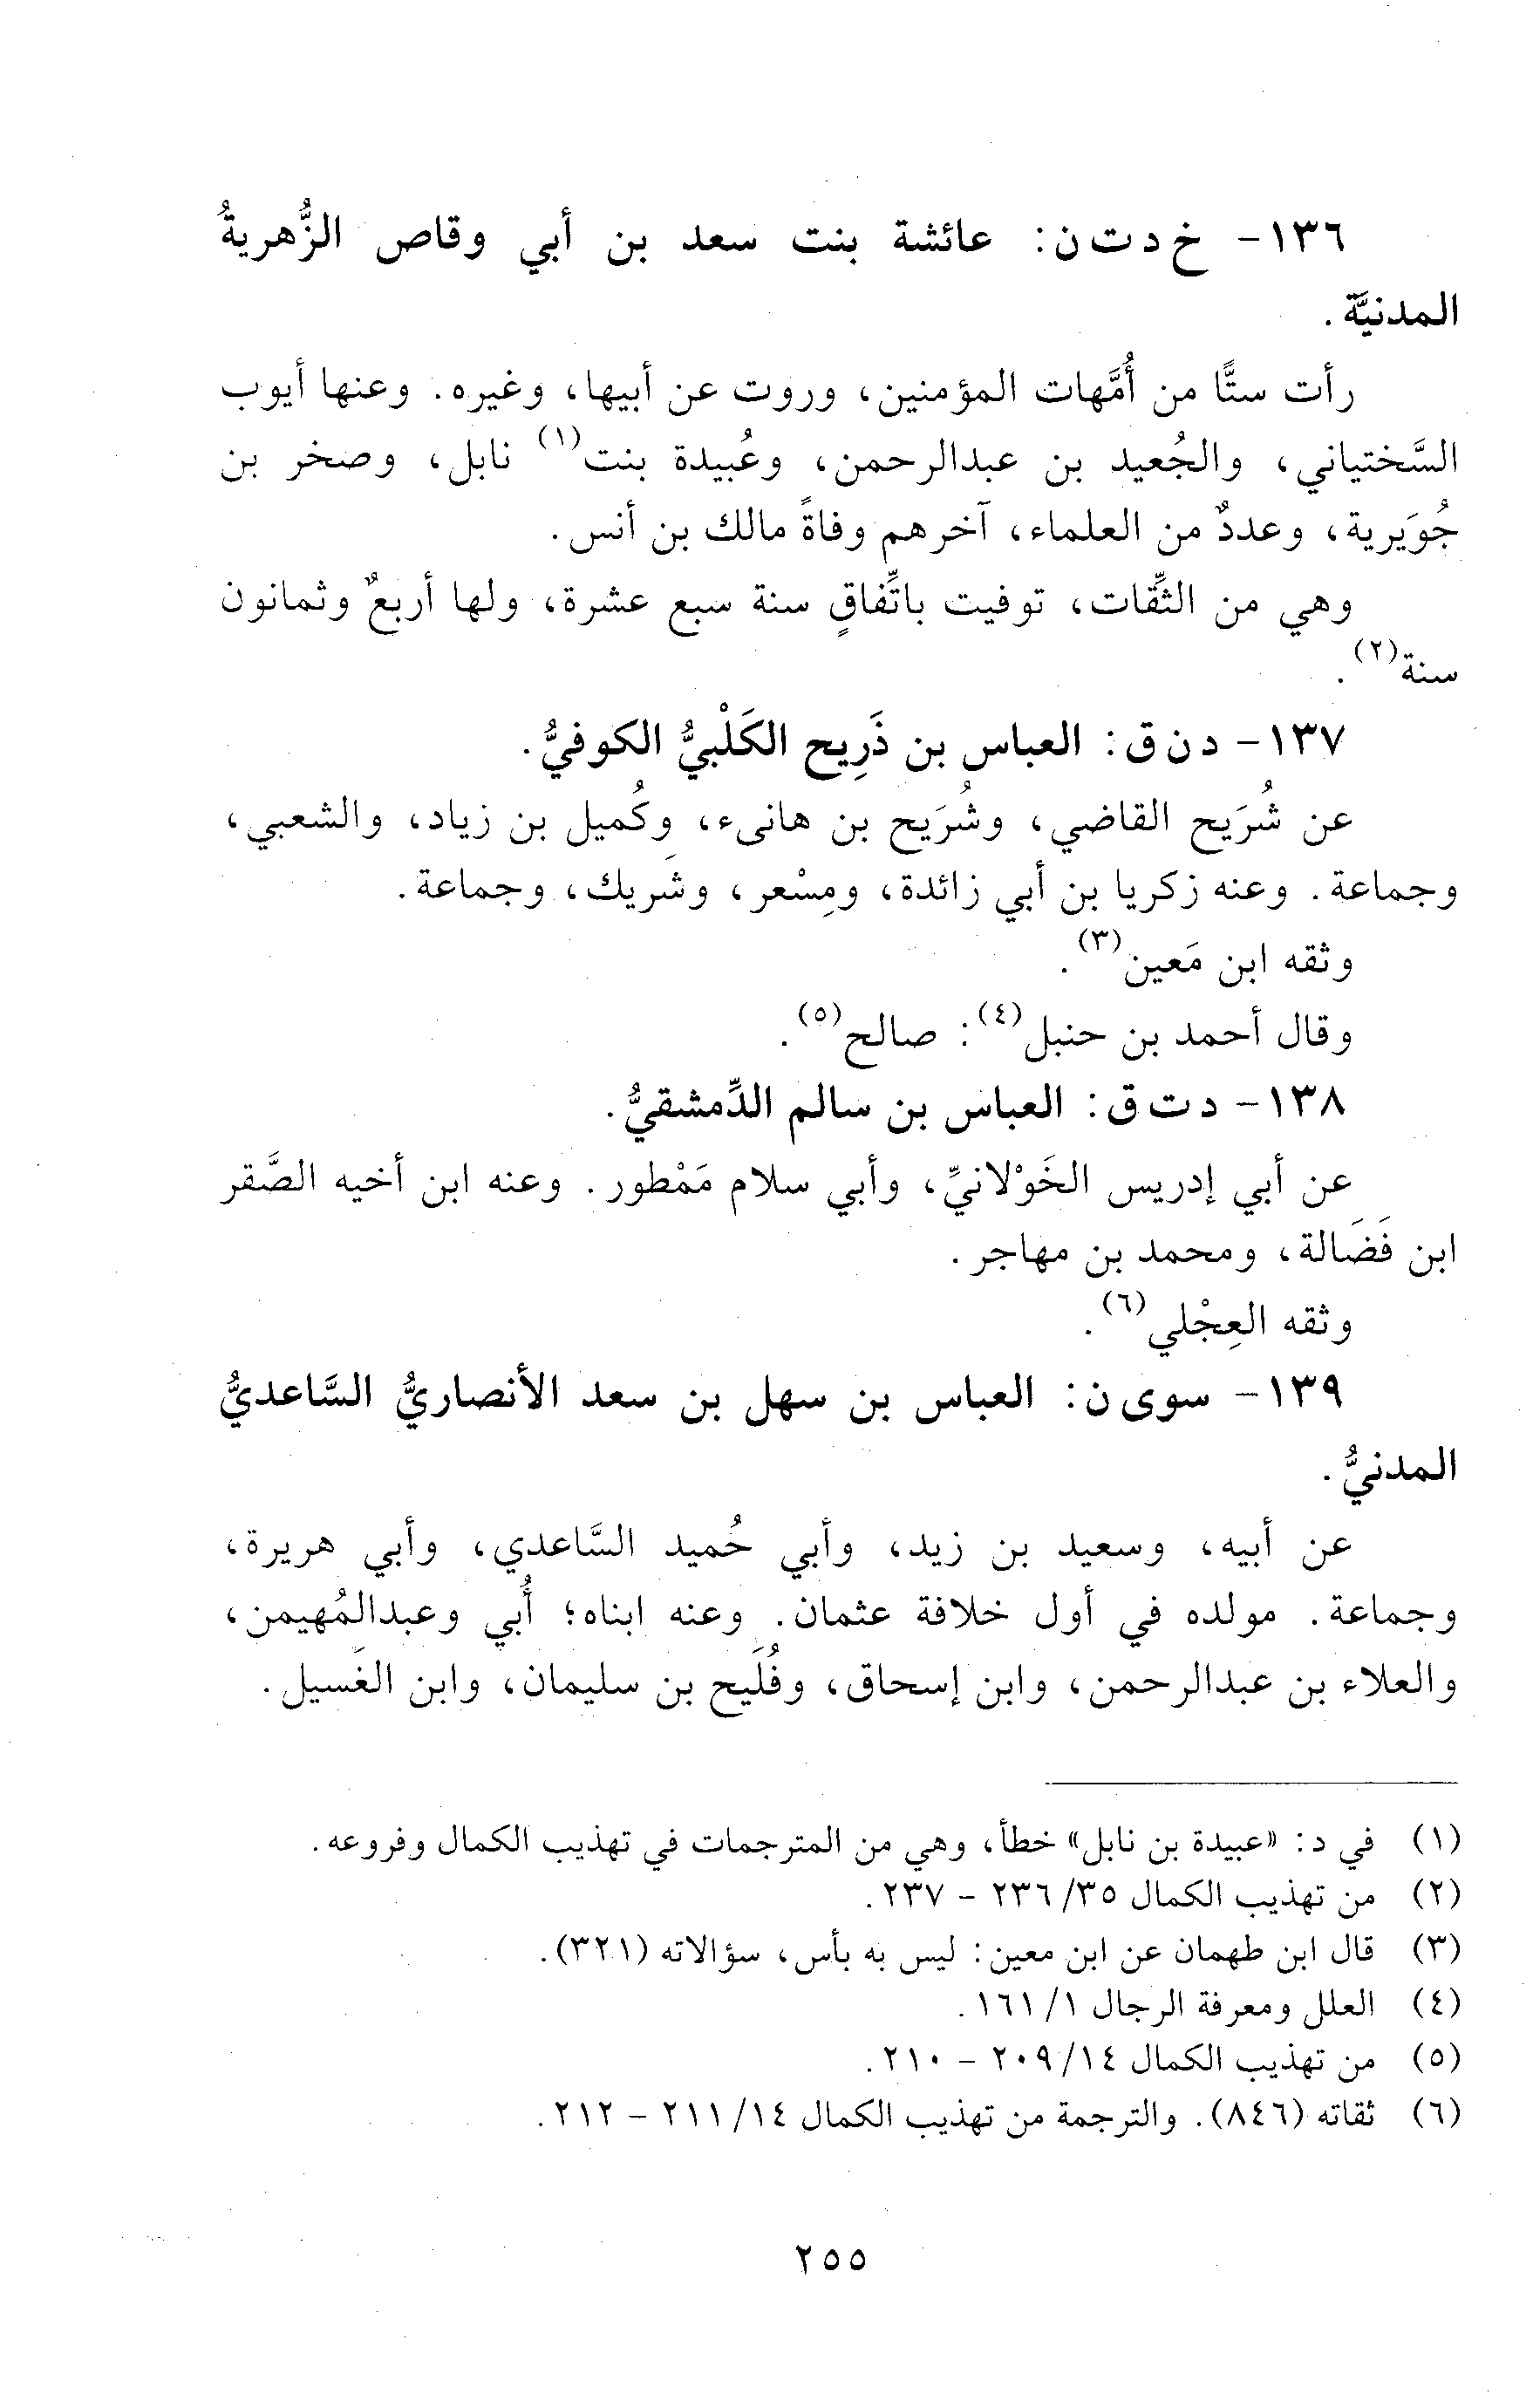 ١٣٦- خ د ت ن: عائشة بنت سعد بن أبي وقاص الزُّهريةُ
المدنيَّة.
رأت ستًّا من أُمَّهات المؤمنين، وروت عن أبيها، وغيره. وعنها أيوب
السَّختياني، والجُعيد بن عبدالرحمن، وعُبيدة بنت(١) نابل، وصخر بن
جُوَيرية، وعددٌ من العلماء، آخرهم وفاةً مالك بن أنس.
وهي من الثِّقات، توفيت باتِّفاقٍ سنة سبع عشرة، ولها أربعٌ وثمانون
سنة(٢).
١٣٧- د ن ق: العباس بن ذَرِيح الكَلْبيُّ الكوفيُّ.
عن شُرَيح القاضي، وشُرَيح بن هانىء، وكُميل بن زياد، والشعبي،
وجماعة. وعنه زكريا بن أبي زائدة، ومِسْعر، وشَريك، وجماعة.
وثقه ابن مَعين(٣).
وقال أحمد بن حنبل(٤): صالح(٥).
١٣٨- د ت ق: العباس بن سالم الدِّمشقيُّ.
عن أبي إدريس الخَوْلانيِّ، وأبي سلام مَمْطور. وعنه ابن أخيه الصَّقر
ابن فَضَالة، ومحمد بن مهاجر.
وثقه العِجْلي(٦).
١٣٩- سوى ن: العباس بن سهل بن سعد الأنصاريُّ السَّاعديُّ
المدنيُّ.
عن أبيه، وسعيد بن زيد، وأبي حُميد السَّاعدي، وأبي هريرة،
وجماعة. مولده في أول خلافة عثمان. وعنه ابناه؛ أُبي وعبدالمُهيمن،
والعلاء بن عبدالرحمن، وابن إسحاق، وفُلَيح بن سليمان، وابن الغَسيل.
(١) في د: «عبيدة بن نابل» خطأ، وهي من المترجمات في تهذيب الكمال وفروعه.
(٢) من تهذيب الكمال ٣٥/ ٢٣٦ - ٢٣٧.
(٣) قال ابن طهمان عن ابن معين: ليس به بأس، سؤالاته (٣٢١).
(٤) العلل ومعرفة الرجال ١/ ١٦١.
(٥) من تهذيب الكمال ١٤/ ٢٠٩ - ٢١٠.
(٦) ثقاته (٨٤٦). والترجمة من تهذيب الكمال ١٤/ ٢١١ - ٢١٢.
٢٥٥